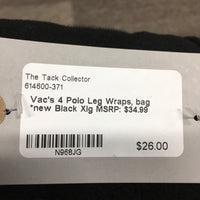 The Tack Collector
614600-371
Vac's 4 Polo Leg Wraps, bag
*new Black Xlg MSRP: $34.99
N968JG
$26.00